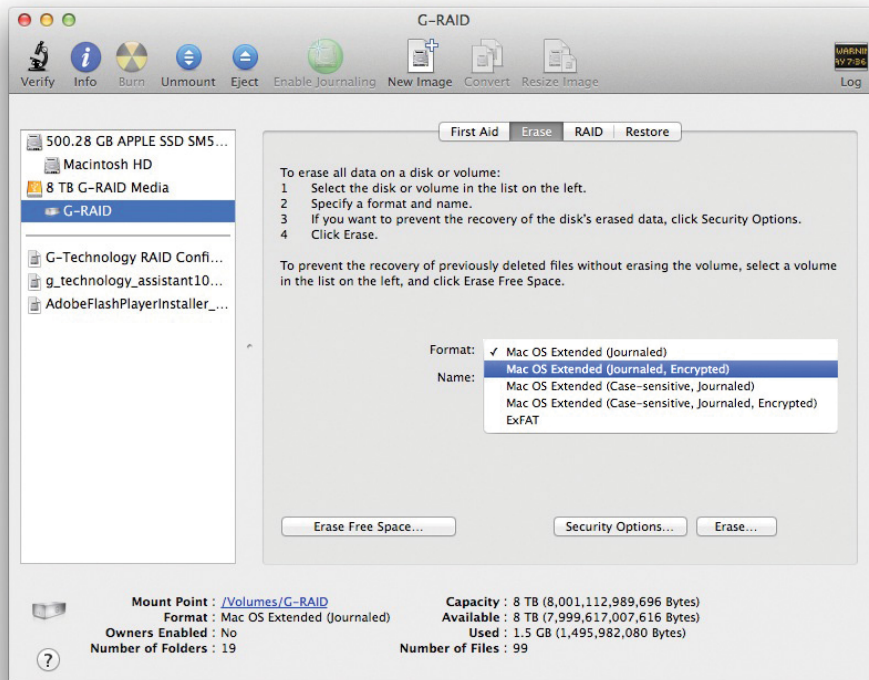 G-RAID
Verify Info Burn Unmount Eject Enable Journaling New Image Convert Resize Image Log
WARNIN
AY 7:36
500.28 GB APPLE SSD SM5...
Macintosh HD
8 TB G-RAID Media
G-RAID
G-Technology RAID Confi...
g_technology_assistant10...
AdobeFlashPlayerInstaller_...
First Aid Erase RAID Restore
To erase all data on a disk or volume:
1 Select the disk or volume in the list on the left.
2 Specify a format and name.
3 If you want to prevent the recovery of the disk's erased data, click Security Options.
4 Click Erase.
To prevent the recovery of previously deleted files without erasing the volume, select a volume
in the list on the left, and click Erase Free Space.
Format: ✓ Mac OS Extended (Journaled)
Name: Mac OS Extended (Journaled, Encrypted)
Mac OS Extended (Case-sensitive, Journaled)
Mac OS Extended (Case-sensitive, Journaled, Encrypted)
ExFAT
Erase Free Space... Security Options... Erase...
Mount Point : /Volumes/G-RAID
Format : Mac OS Extended (Journaled)
Owners Enabled : No
Number of Folders : 19
Capacity : 8 TB (8,001,112,989,696 Bytes)
Available : 8 TB (7,999,617,007,616 Bytes)
Used : 1.5 GB (1,495,982,080 Bytes)
Number of Files : 99
?